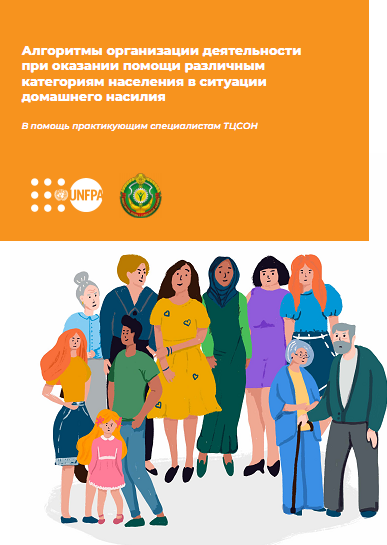 Алгоритмы организации деятельности
при оказании помощи различным
категориям населения в ситуации
домашнего насилия
В помощь практикующим специалистам ТЦСОН
UNFPA